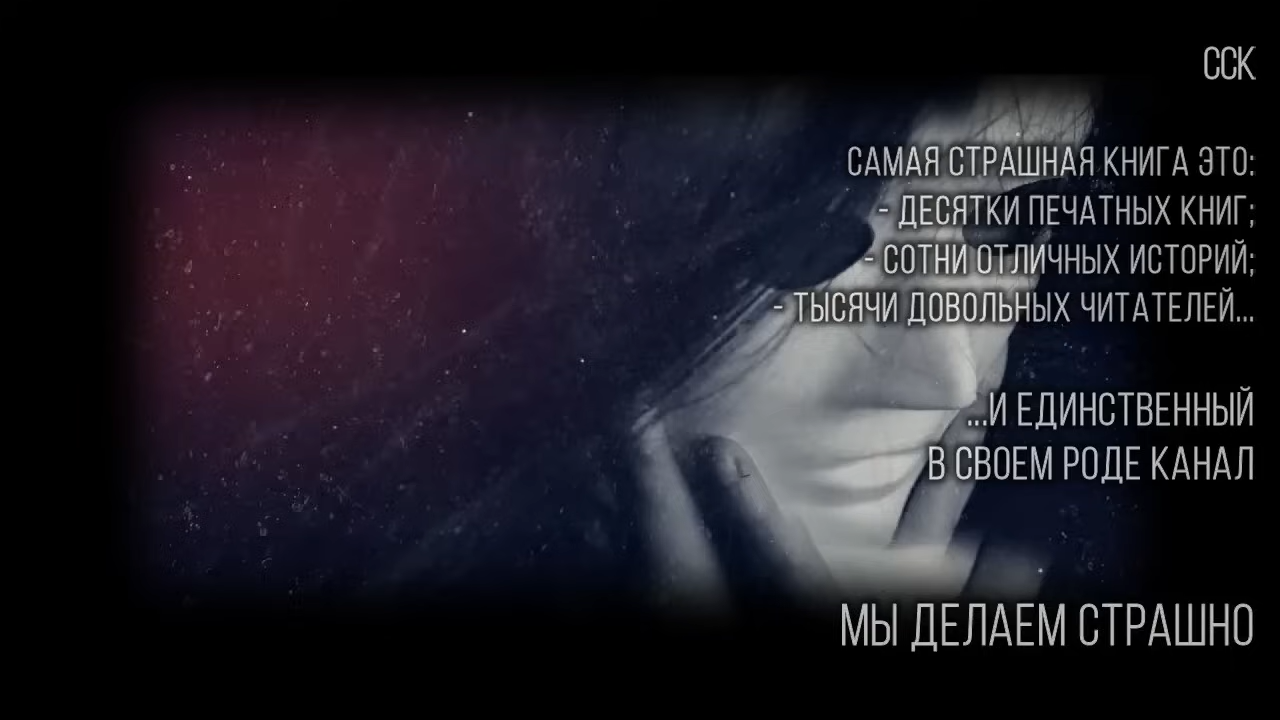 ССК
САМАЯ СТРАШНАЯ КНИГА ЭТО:
- ДЕСЯТКИ ПЕЧАТНЫХ КНИГ;
- СОТНИ ОТЛИЧНЫХ ИСТОРИЙ;
- ТЫСЯЧИ ДОВОЛЬНЫХ ЧИТАТЕЛЕЙ...
...И ЕДИНСТВЕННЫЙ
В СВОЕМ РОДЕ КАНАЛ
МЫ ДЕЛАЕМ СТРАШНО